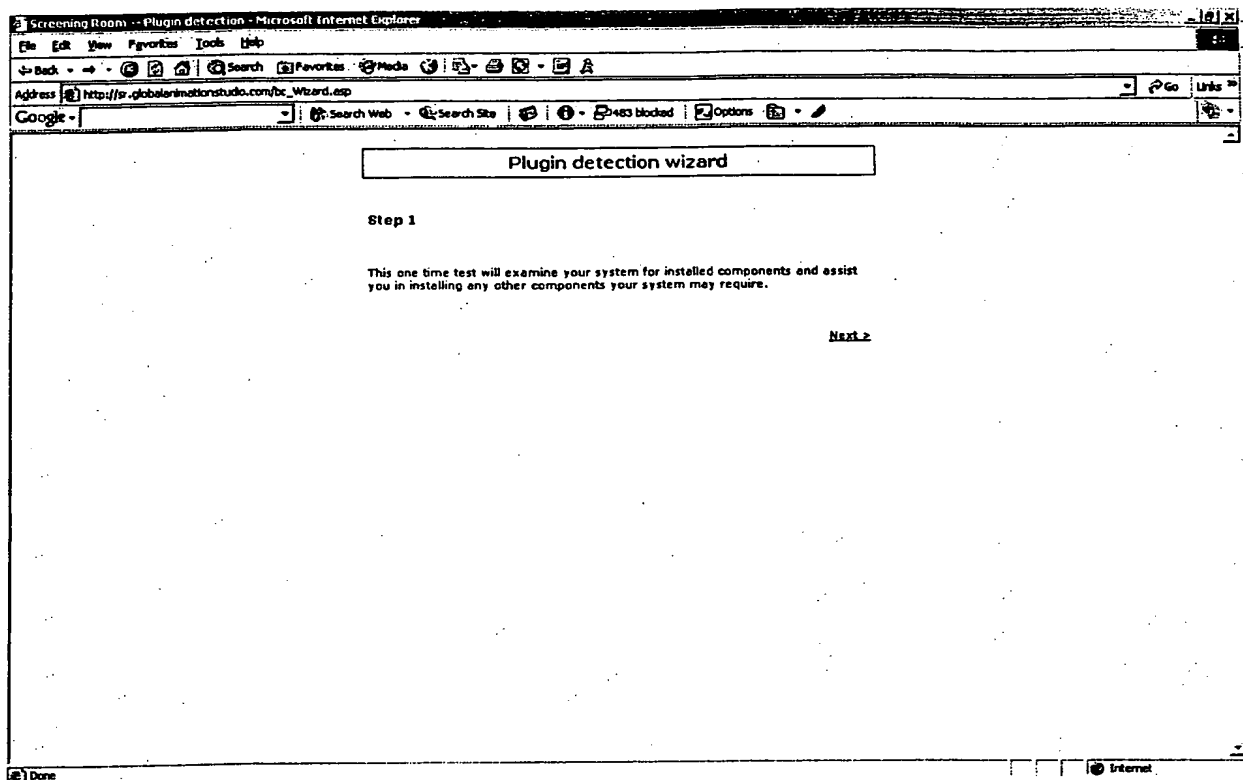 Screening Room -- Plugin detection - Microsoft Internet Explorer
File Edit View Favorites Tools Help
Back Search Favorites Media
Address http://sr.globalanimationstudio.com/bc_Wizard.asp Go Links »
Google Search Web Search Site 483 blocked Options
Plugin detection wizard
Step 1
This one time test will examine your system for installed components and assist
you in installing any other components your system may require.
Next >
Done Internet